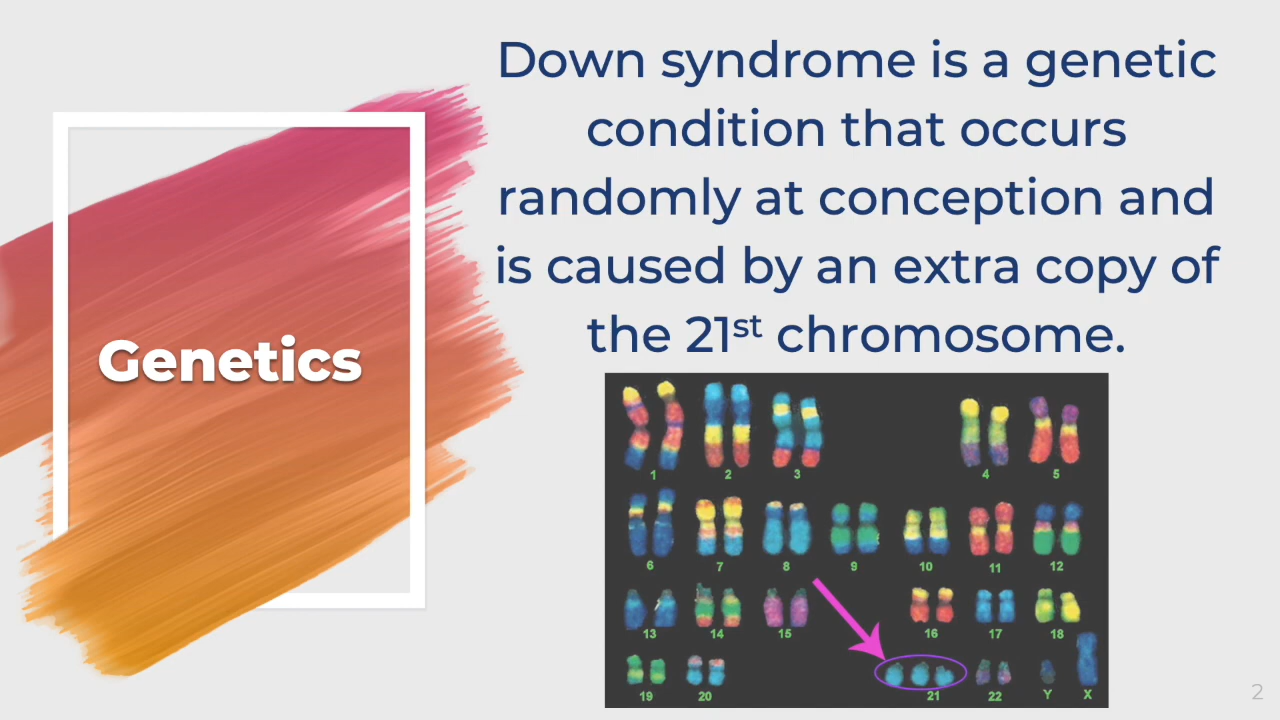 Down syndrome is a genetic
condition that occurs
randomly at conception and
is caused by an extra copy of
the 21st chromosome.
Genetics
1 2 3 4 5
6 7 8 9 10 11 12
13 14 15 16 17 18
19 20 21 22 Y X
2